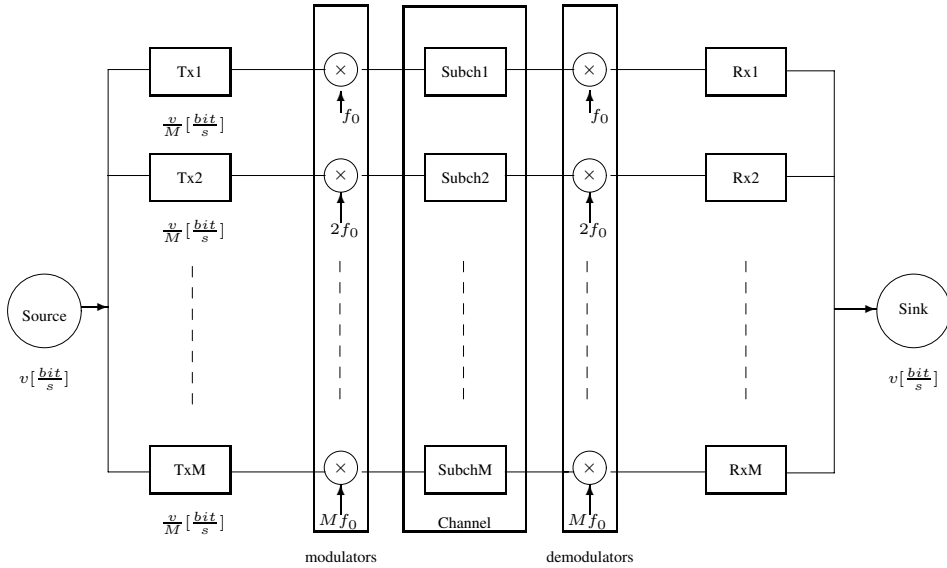 Tx1 × Subch1 × Rx1
f₀ f₀
v/M [bit/s]
Tx2 × Subch2 × Rx2
2f₀ 2f₀
v/M [bit/s]
Source Sink
v[bit/s] v[bit/s]
TxM × SubchM × RxM
Mf₀ Channel Mf₀
v/M [bit/s]
modulators demodulators